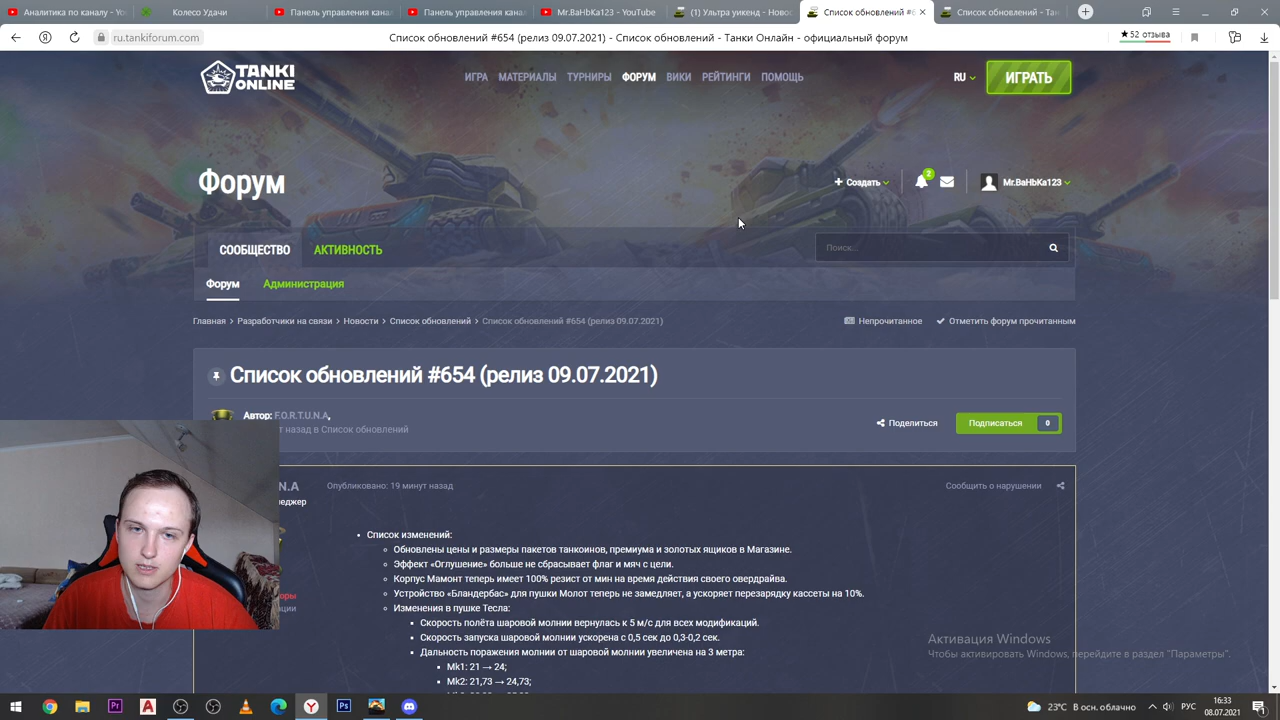 Аналитика по каналу – Yo
Колесо Удачи
Панель управления кана
Панель управления кана
Mr.BaHbKa123 - YouTube
(1) Ультра уикенд - Новос
Список обновлений #6
Список обновлений - Тан
ru.tankiforum.com
Список обновлений #654 (релиз 09.07.2021) - Список обновлений - Танки Онлайн - официальный форум
★52 отзыва
TANKI ONLINE
ИГРА МАТЕРИАЛЫ ТУРНИРЫ ФОРУМ ВИКИ РЕЙТИНГИ ПОМОЩЬ
RU
ИГРАТЬ
Форум
+ Создать
2
Mr.BaHbKa123
СООБЩЕСТВО АКТИВНОСТЬ
Поиск...
Форум Администрация
Главная > Разработчики на связи > Новости > Список обновлений > Список обновлений #654 (релиз 09.07.2021)
Непрочитанное
Отметить форум прочитанным
Список обновлений #654 (релиз 09.07.2021)
Автор: F.O.R.T.U.N.A,
т назад в Список обновлений
Поделиться
Подписаться 0
N.A
неджер
Опубликовано: 19 минут назад
Сообщить о нарушении
оры
ции
Список изменений:
Обновлены цены и размеры пакетов танкоинов, премиума и золотых ящиков в Магазине.
Эффект «Оглушение» больше не сбрасывает флаг и мяч с цели.
Корпус Мамонт теперь имеет 100% резист от мин на время действия своего овердрайва.
Устройство «Бландербас» для пушки Молот теперь не замедляет, а ускоряет перезарядку кассеты на 10%.
Изменения в пушке Тесла:
Скорость полёта шаровой молнии вернулась к 5 м/с для всех модификаций.
Скорость запуска шаровой молнии ускорена с 0,5 сек до 0,3-0,2 сек.
Дальность поражения молнии от шаровой молнии увеличена на 3 метра:
Mk1: 21 → 24;
Mk2: 21,73 → 24,73;
Активация Windows
Чтобы активировать Windows, перейдите в раздел "Параметры".
23°C В осн. облачно
РУС
16:33
08.07.2021